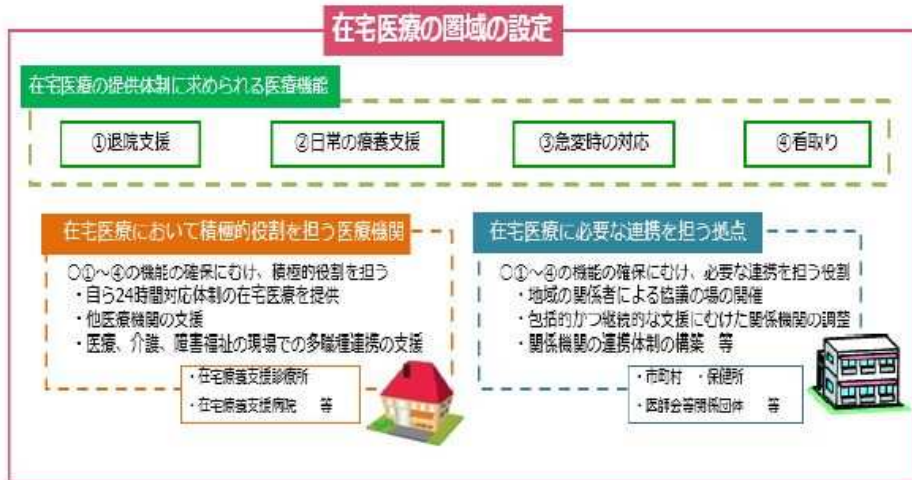 在宅医療の圏域の設定
在宅医療の提供体制に求められる医療機能
①退院支援
②日常の療養支援
③急変時の対応
④看取り
在宅医療において積極的役割を担う医療機関
〇①～④の機能の確保にむけ、積極的役割を担う
・自ら24時間対応体制の在宅医療を提供
・他医療機関の支援
・医療、介護、障害福祉の現場での多職種連携の支援
・在宅療養支援診療所
・在宅療養支援病院　等
在宅医療に必要な連携を担う拠点
〇①～④の機能の確保にむけ、必要な連携を担う役割
・地域の関係者による協議の場の開催
・包括的かつ継続的な支援にむけた関係機関の調整
・関係機関の連携体制の構築　等
・市町村　・保健所
・医師会等関係団体　等